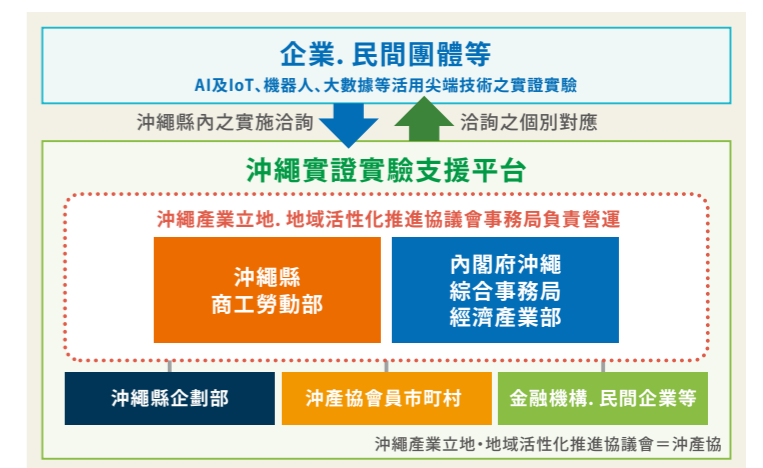 企業.民間團體等
AI及IoT、機器人、大數據等活用尖端技術之實證實驗
沖繩縣內之實施洽詢
洽詢之個別對應
沖繩實證實驗支援平台
沖繩產業立地.地域活性化推進協議會事務局負責營運
沖繩縣
商工勞動部
內閣府沖繩
綜合事務局
經濟產業部
沖繩縣企劃部
沖產協會員市町村
金融機構.民間企業等
沖繩產業立地・地域活性化推進協議會＝沖產協